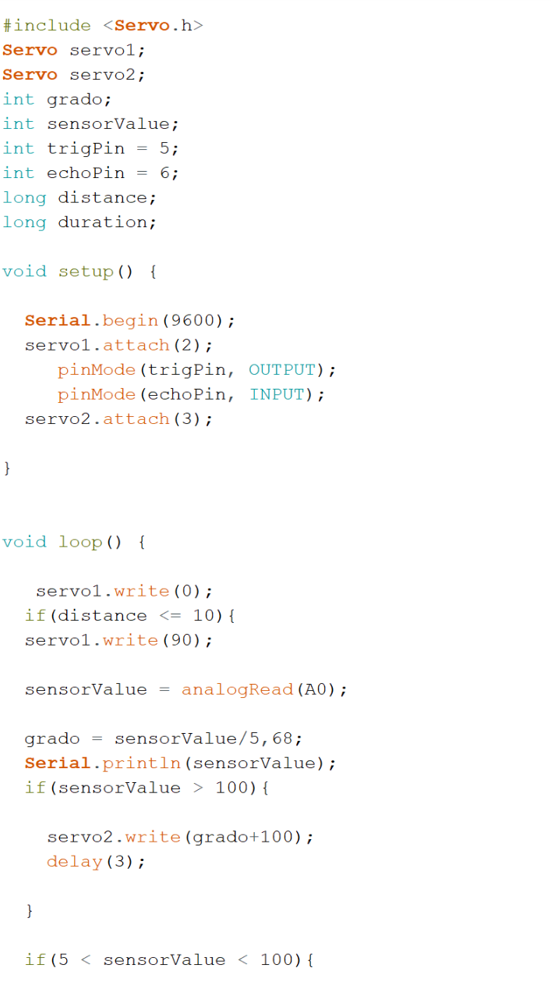 #include <Servo.h>
Servo servo1;
Servo servo2;
int grado;
int sensorValue;
int trigPin = 5;
int echoPin = 6;
long distance;
long duration;
void setup() {
Serial.begin(9600);
servo1.attach(2);
pinMode(trigPin, OUTPUT);
pinMode(echoPin, INPUT);
servo2.attach(3);
}
void loop() {
servo1.write(0);
if(distance <= 10){
servo1.write(90);
sensorValue = analogRead(A0);
grado = sensorValue/5,68;
Serial.println(sensorValue);
if(sensorValue > 100){
servo2.write(grado+100);
delay(3);
}
if(5 < sensorValue < 100){